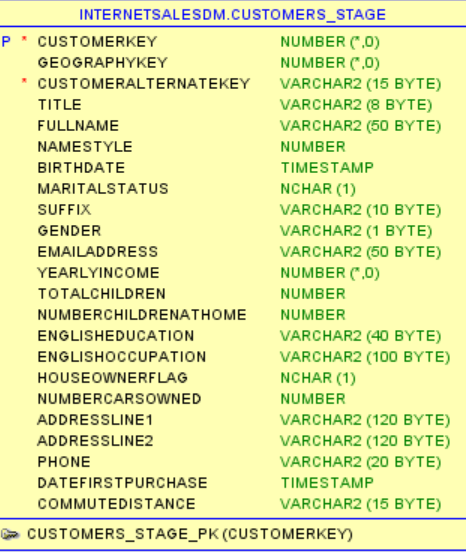 INTERNETSALESDM.CUSTOMERS_STAGE
P * CUSTOMERKEY NUMBER (*,0)
GEOGRAPHYKEY NUMBER (*,0)
* CUSTOMERALTERNATEKEY VARCHAR2 (15 BYTE)
TITLE VARCHAR2 (8 BYTE)
FULLNAME VARCHAR2 (50 BYTE)
NAMESTYLE NUMBER
BIRTHDATE TIMESTAMP
MARITALSTATUS NCHAR (1)
SUFFIX VARCHAR2 (10 BYTE)
GENDER VARCHAR2 (1 BYTE)
EMAILADDRESS VARCHAR2 (50 BYTE)
YEARLYINCOME NUMBER (*,0)
TOTALCHILDREN NUMBER
NUMBERCHILDRENATHOME NUMBER
ENGLISHEDUCATION VARCHAR2 (40 BYTE)
ENGLISHOCCUPATION VARCHAR2 (100 BYTE)
HOUSEOWNERFLAG NCHAR (1)
NUMBERCARSOWNED NUMBER
ADDRESSLINE1 VARCHAR2 (120 BYTE)
ADDRESSLINE2 VARCHAR2 (120 BYTE)
PHONE VARCHAR2 (20 BYTE)
DATEFIRSTPURCHASE TIMESTAMP
COMMUTEDISTANCE VARCHAR2 (15 BYTE)
CUSTOMERS_STAGE_PK (CUSTOMERKEY)